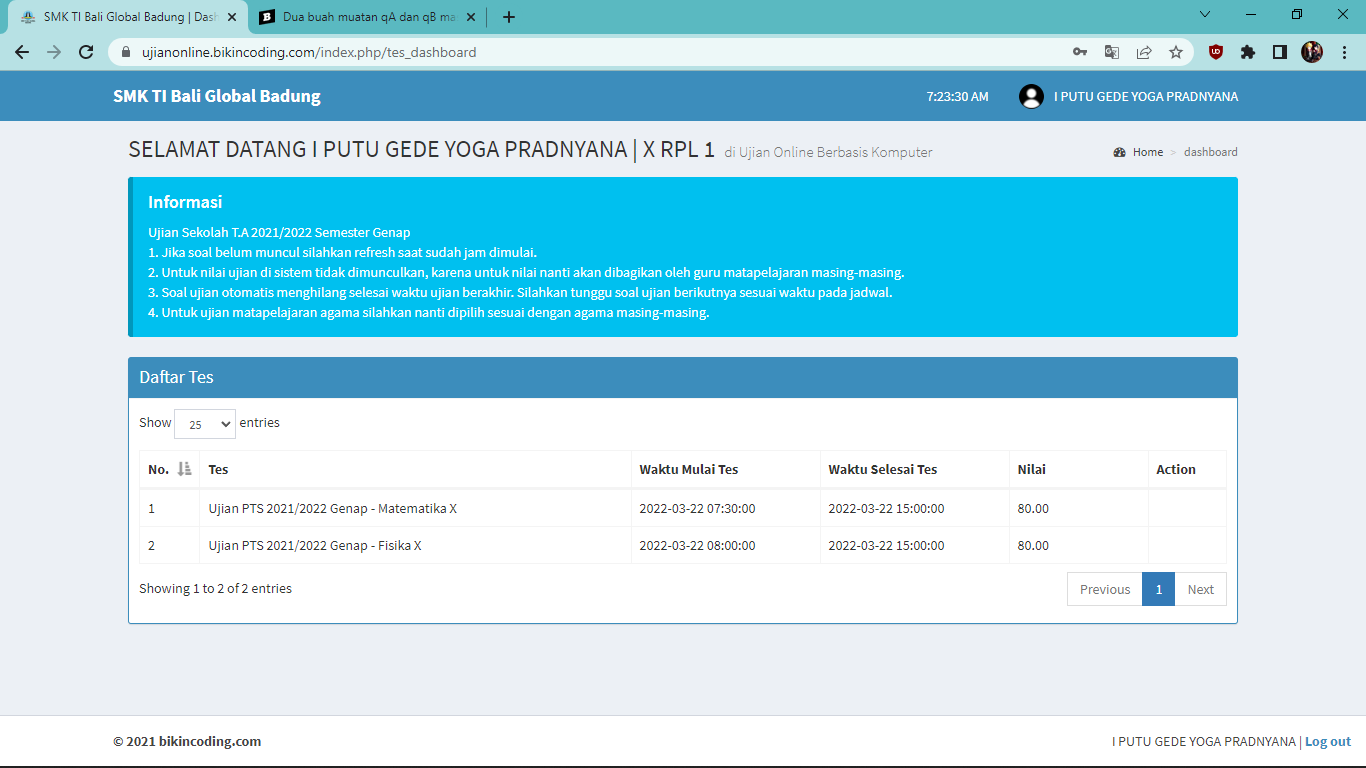 SMK TI Bali Global Badung | Dash
Dua buah muatan qA dan qB ma
ujianonline.bikincoding.com/index.php/tes_dashboard
SMK TI Bali Global Badung
7:23:30 AM
I PUTU GEDE YOGA PRADNYANA
SELAMAT DATANG I PUTU GEDE YOGA PRADNYANA | X RPL 1 di Ujian Online Berbasis Komputer
Home > dashboard
Informasi
Ujian Sekolah T.A 2021/2022 Semester Genap
1. Jika soal belum muncul silahkan refresh saat sudah jam dimulai.
2. Untuk nilai ujian di sistem tidak dimunculkan, karena untuk nilai nanti akan dibagikan oleh guru matapelajaran masing-masing.
3. Soal ujian otomatis menghilang selesai waktu ujian berakhir. Silahkan tunggu soal ujian berikutnya sesuai waktu pada jadwal.
4. Untuk ujian matapelajaran agama silahkan nanti dipilih sesuai dengan agama masing-masing.
Daftar Tes
Show 25 entries
No. Tes Waktu Mulai Tes Waktu Selesai Tes Nilai Action
1 Ujian PTS 2021/2022 Genap - Matematika X 2022-03-22 07:30:00 2022-03-22 15:00:00 80.00
2 Ujian PTS 2021/2022 Genap - Fisika X 2022-03-22 08:00:00 2022-03-22 15:00:00 80.00
Showing 1 to 2 of 2 entries
Previous 1 Next
© 2021 bikincoding.com
I PUTU GEDE YOGA PRADNYANA | Log out